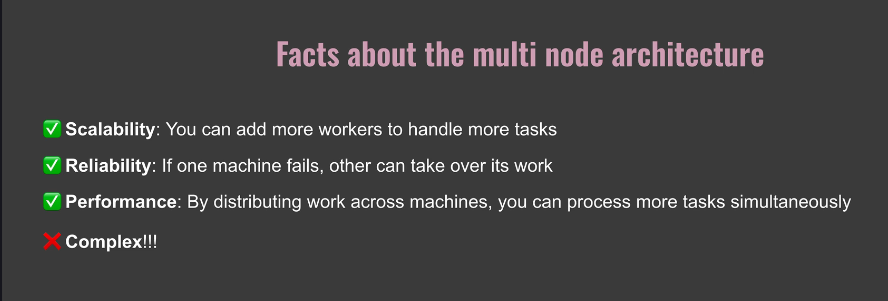 Facts about the multi node architecture
✅ Scalability: You can add more workers to handle more tasks
✅ Reliability: If one machine fails, other can take over its work
✅ Performance: By distributing work across machines, you can process more tasks simultaneously
❌ Complex!!!